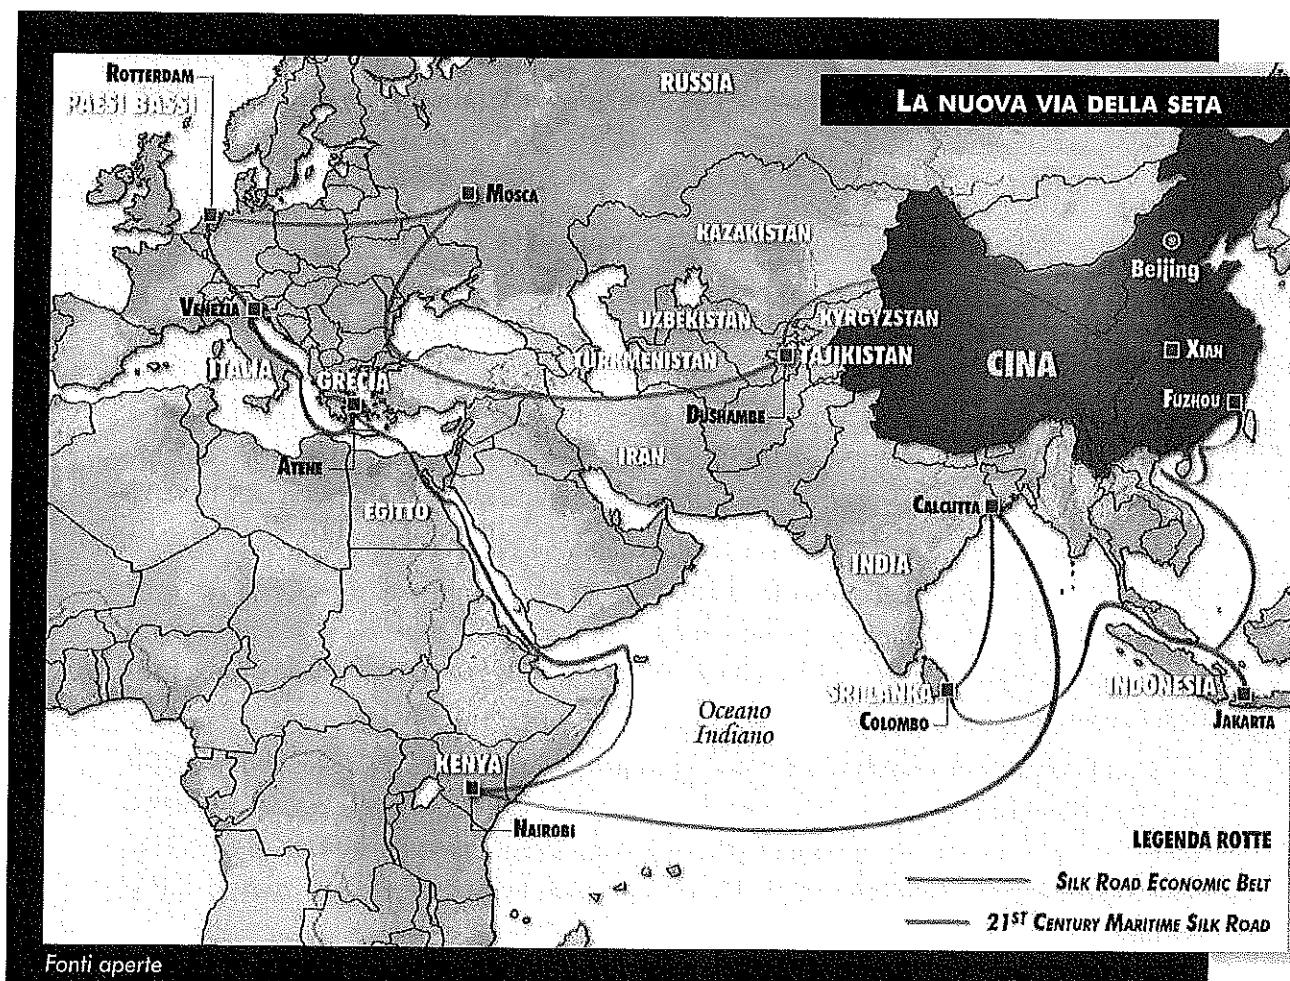 ROTTERDAM
PAESI BASSI
RUSSIA
LA NUOVA VIA DELLA SETA
MOSCA
KAZAKISTAN
Beijing
VENEZIA
UZBEKISTAN
KYRGYZSTAN
ITALIA
GRECIA
TURKMENISTAN
TAJIKISTAN
CINA
XIAN
FUZHOU
DUSHAMBE
ATENE
IRAN
EGITTO
CALCUTTA
INDIA
SRI LANKA
COLOMBO
INDONESIA
JAKARTA
Oceano
Indiano
KENYA
NAIROBI
LEGENDA ROTTE
SILK ROAD ECONOMIC BELT
21ST CENTURY MARITIME SILK ROAD
Fonti aperte